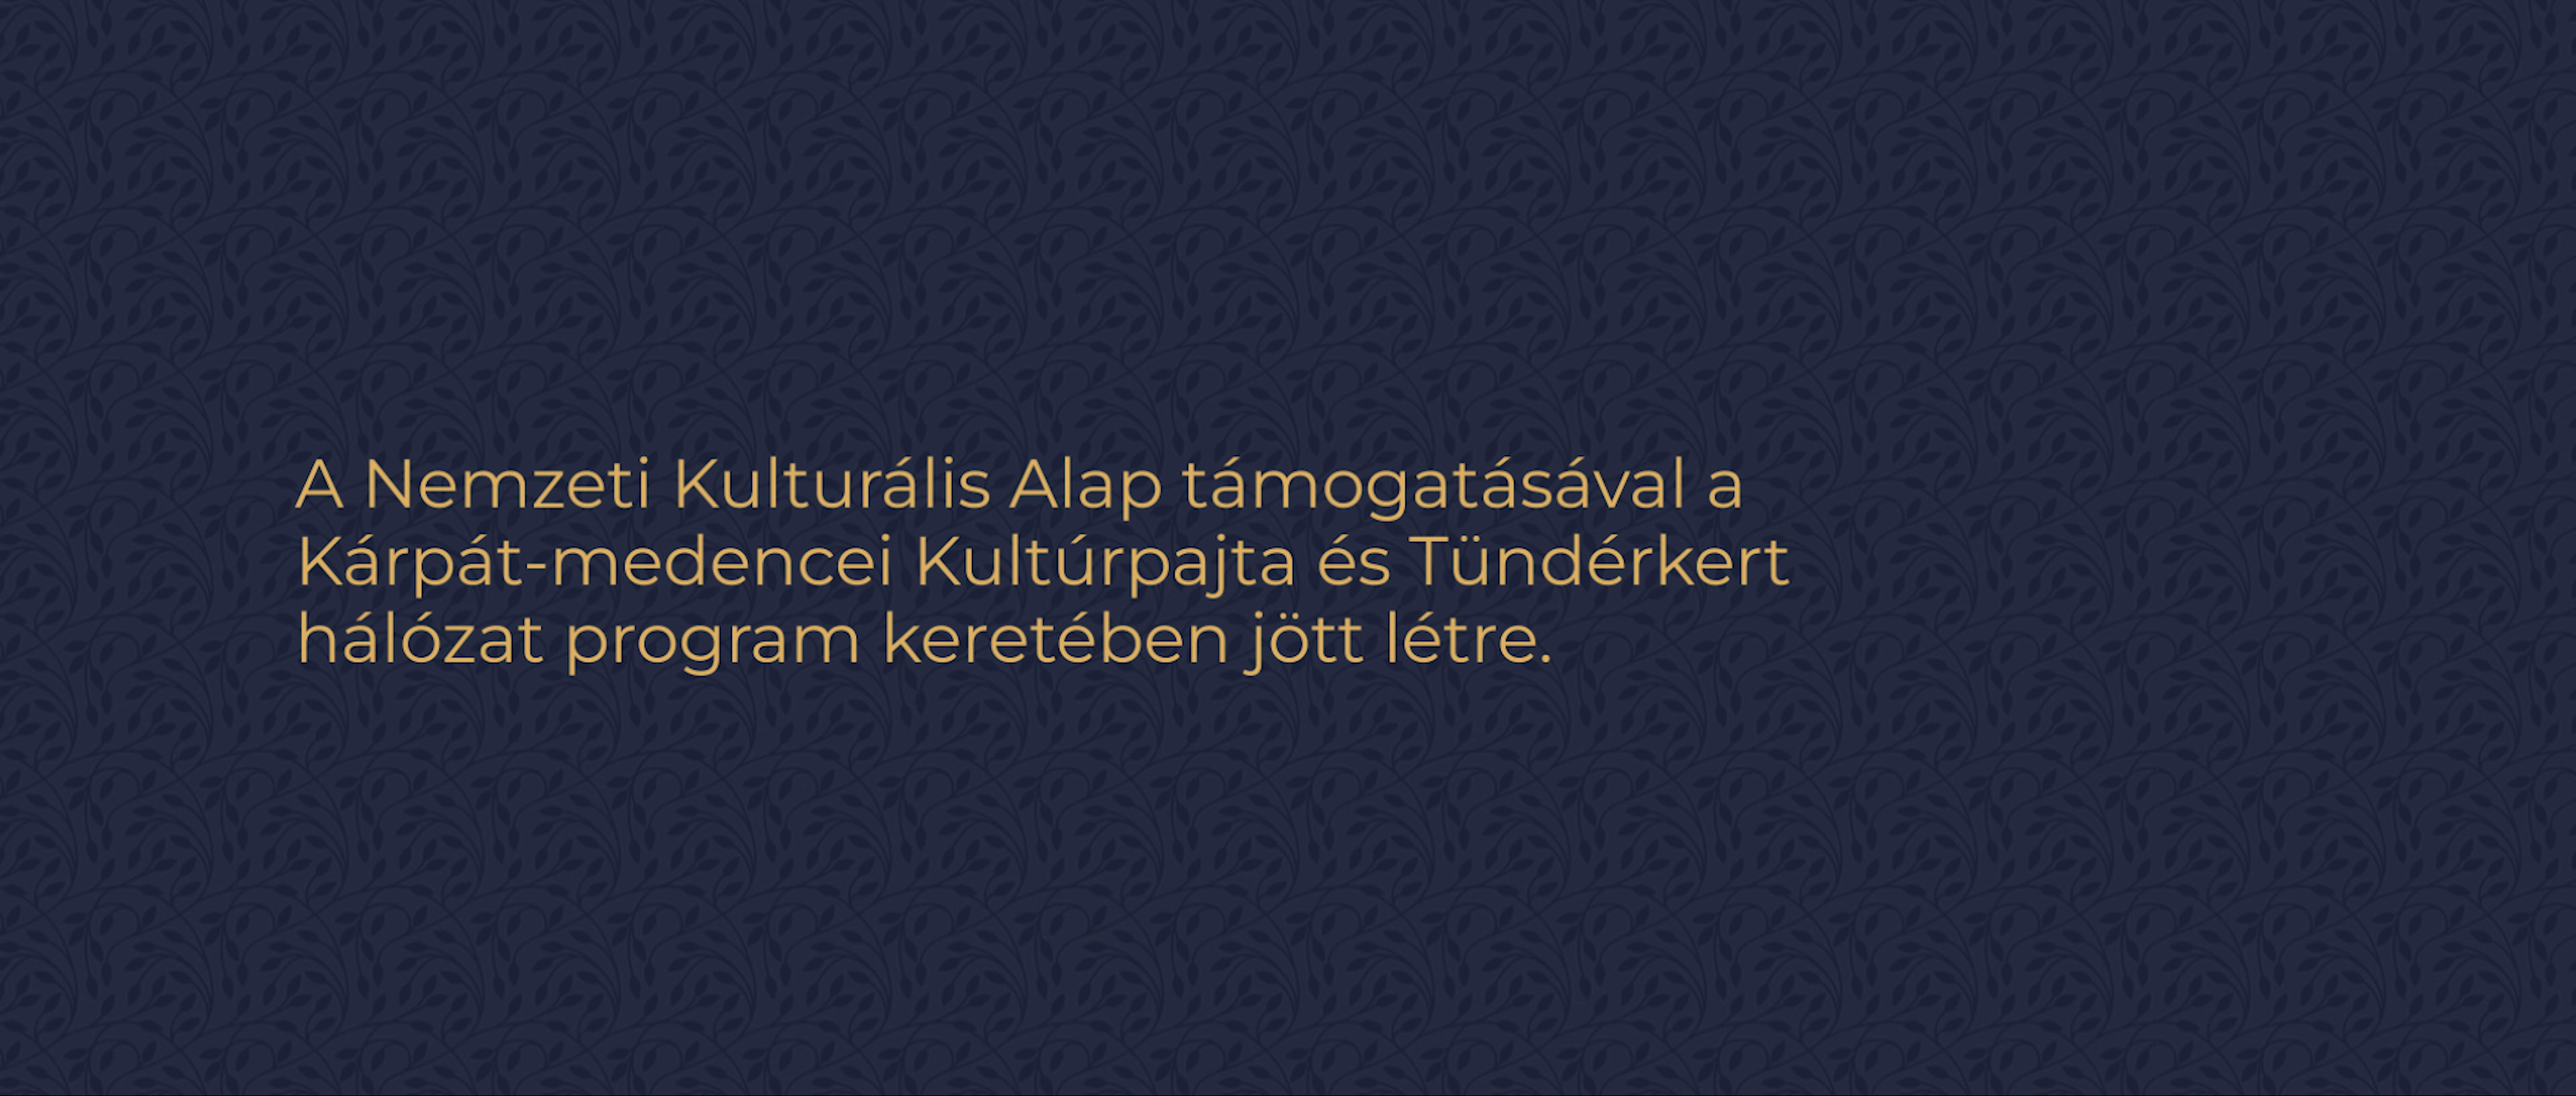 A Nemzeti Kulturális Alap támogatásával a
Kárpát-medencei Kultúrpajta és Tündérkert
hálózat program keretében jött létre.